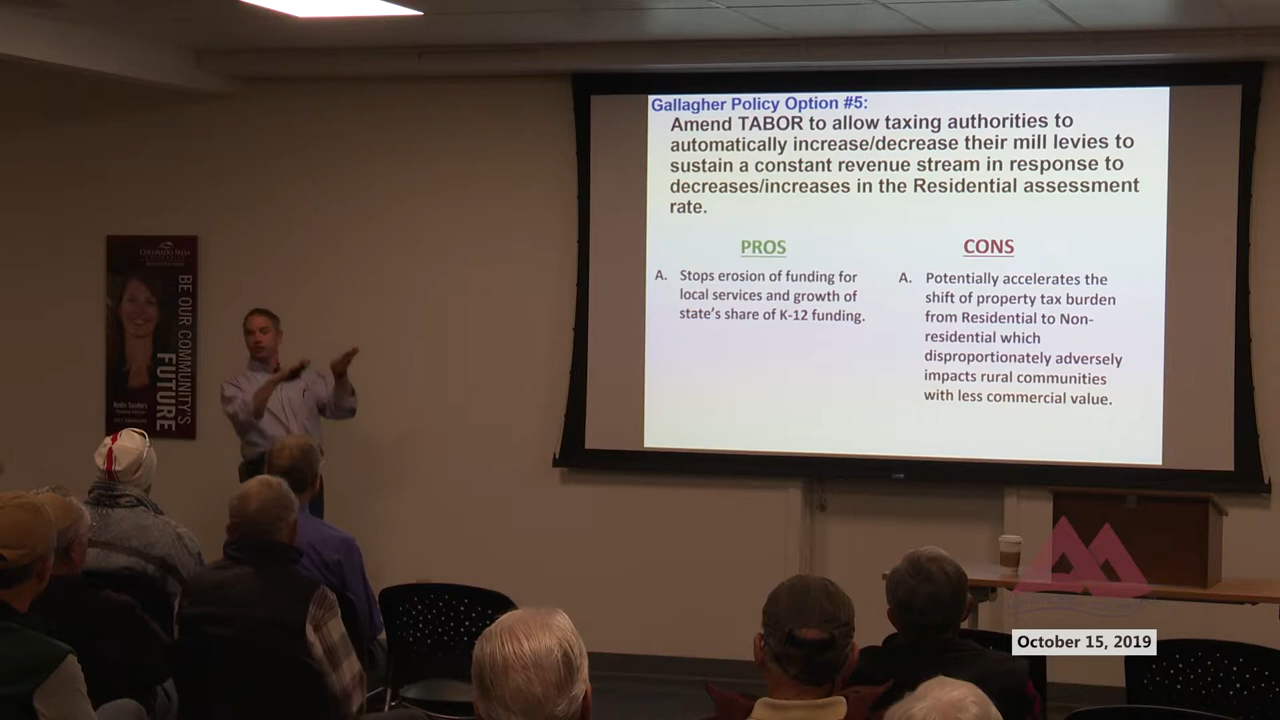 Gallagher Policy Option #5:
Amend TABOR to allow taxing authorities to
automatically increase/decrease their mill levies to
sustain a constant revenue stream in response to
decreases/increases in the Residential assessment
rate.
PROS
A. Stops erosion of funding for
local services and growth of
state's share of K-12 funding.
CONS
A. Potentially accelerates the
shift of property tax burden
from Residential to Non-
residential which
disproportionately adversely
impacts rural communities
with less commercial value.
COLORADO MESA
BE OUR COMMUNITY'S
FUTURE
October 15, 2019